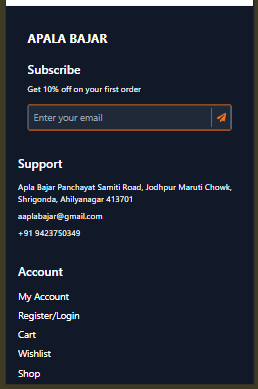 APALA BAJAR
Subscribe
Get 10% off on your first order
Enter your email
Support
Apla Bajar Panchayat Samiti Road, Jodhpur Maruti Chowk,
Shrigonda, Ahilyanagar 413701
aaplabajar@gmail.com
+91 9423750349
Account
My Account
Register/Login
Cart
Wishlist
Shop